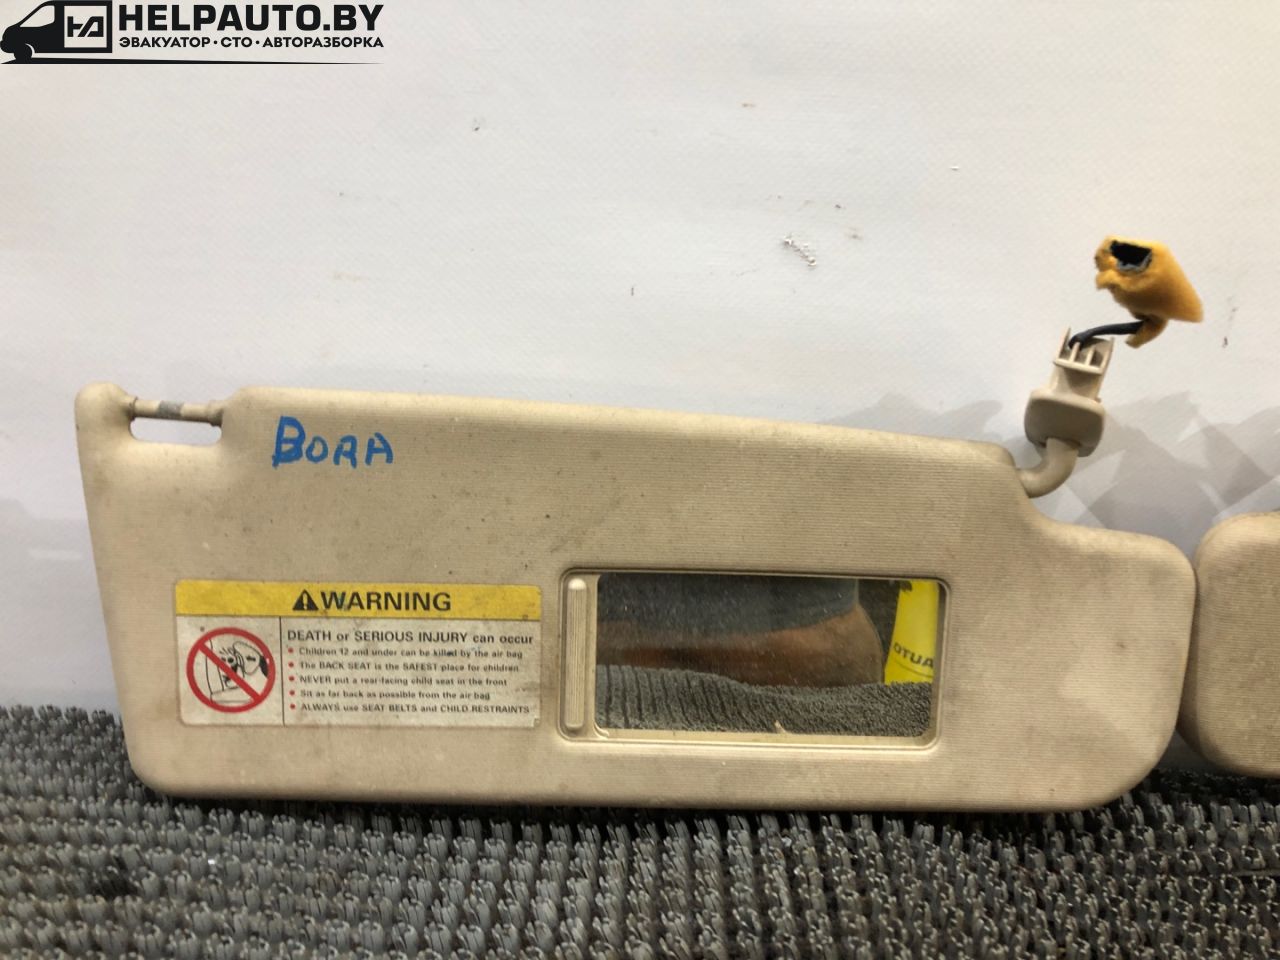 HELPAUTO.BY
ЭВАКУАТОР · СТО · АВТОРАЗБОРКА
BORA
WARNING
DEATH or SERIOUS INJURY can occur
• Children 12 and under can be killed by the air bag
• The BACK SEAT is the SAFEST place for children
• NEVER put a rear-facing child seat in the front
• Sit as far back as possible from the air bag
• ALWAYS use SEAT BELTS and CHILD RESTRAINTS
AUTO